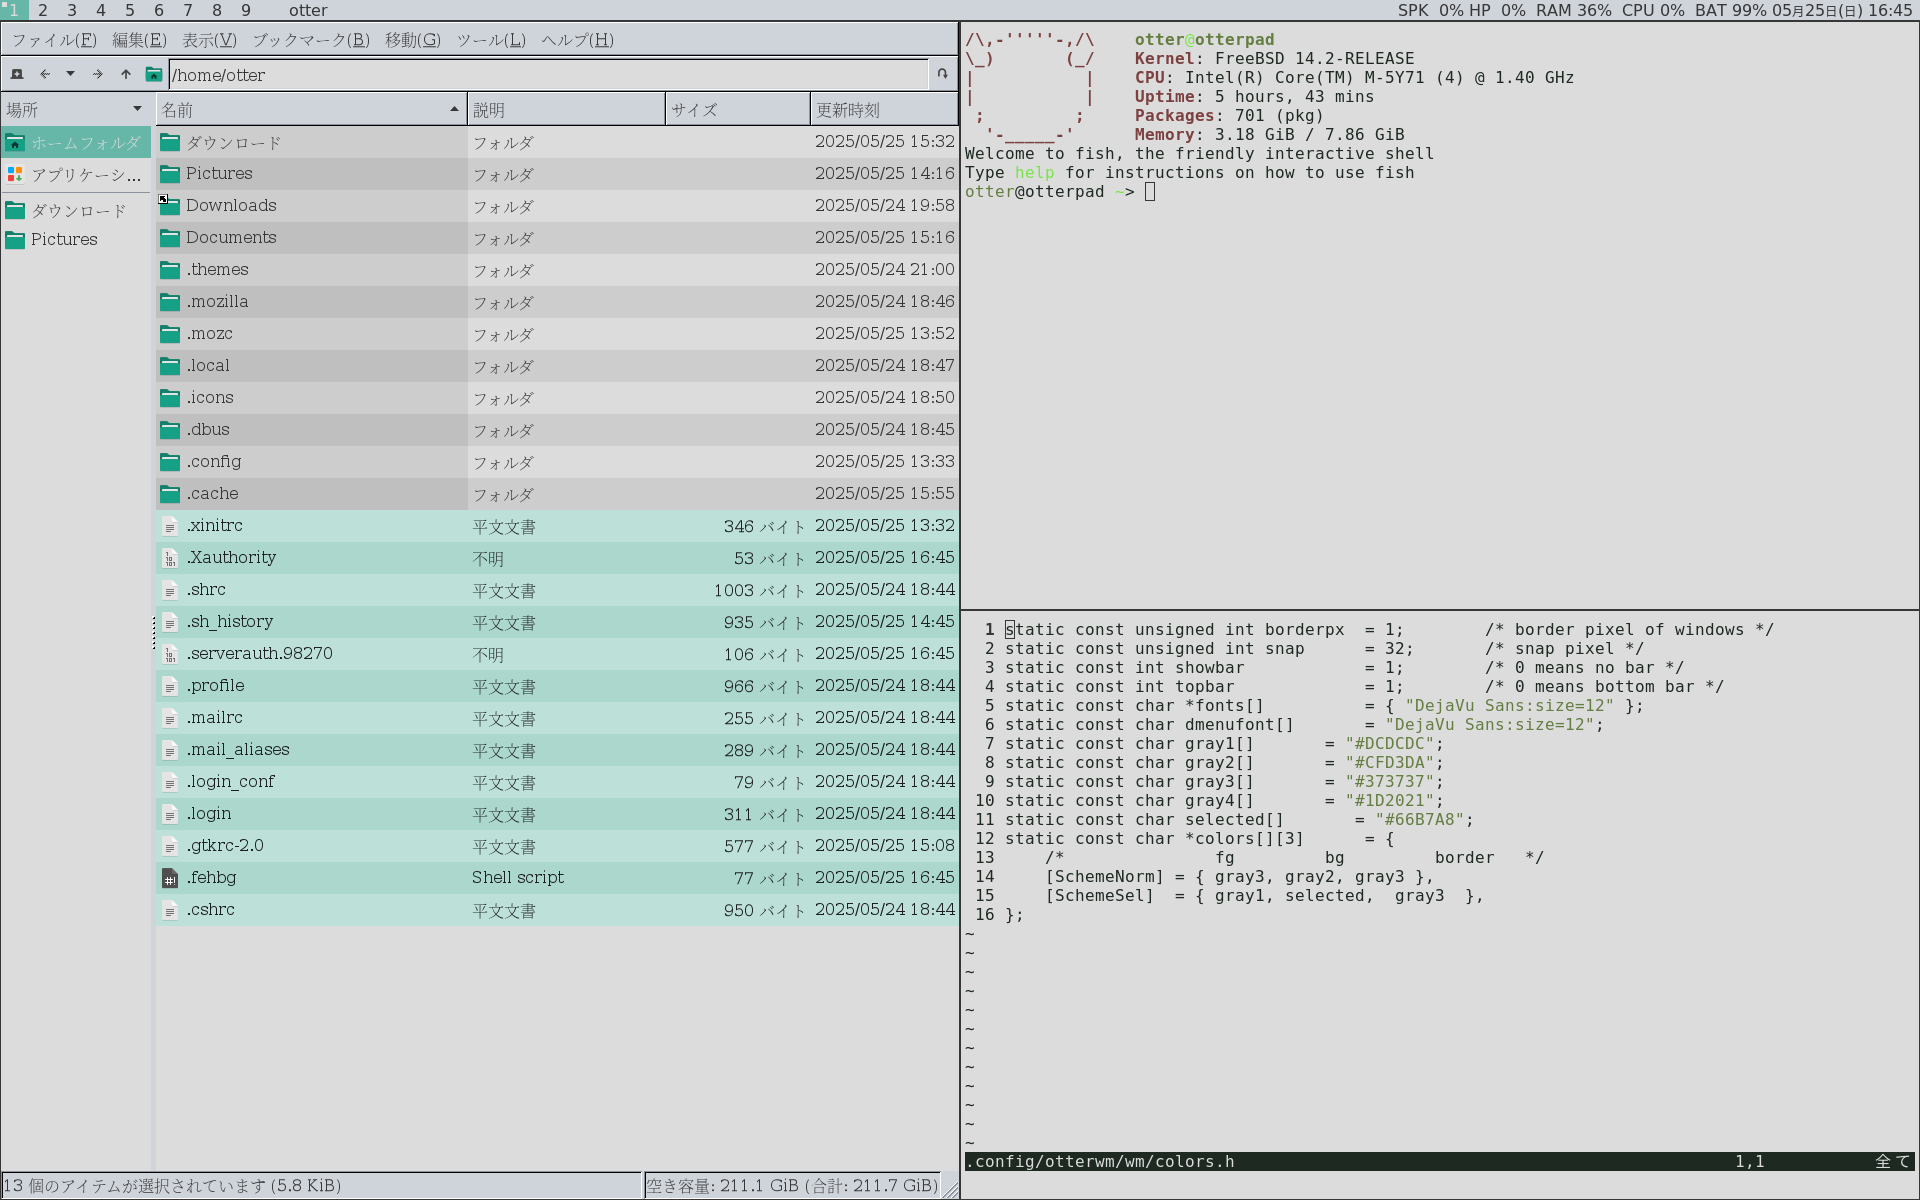 1 2 3 4 5 6 7 8 9 otter SPK 0% HP 0% RAM 36% CPU 0% BAT 99% 05月25日(日) 16:45
ファイル(F) 編集(E) 表示(V) ブックマーク(B) 移動(G) ツール(L) ヘルプ(H)
/home/otter
場所
ホームフォルダ
アプリケーシ...
ダウンロード
Pictures
名前 説明 サイズ 更新時刻
ダウンロード フォルダ 2025/05/25 15:32
Pictures フォルダ 2025/05/25 14:16
Downloads フォルダ 2025/05/24 19:58
Documents フォルダ 2025/05/25 15:16
.themes フォルダ 2025/05/24 21:00
.mozilla フォルダ 2025/05/24 18:46
.mozc フォルダ 2025/05/25 13:52
.local フォルダ 2025/05/24 18:47
.icons フォルダ 2025/05/24 18:50
.dbus フォルダ 2025/05/24 18:45
.config フォルダ 2025/05/25 13:33
.cache フォルダ 2025/05/25 15:55
.xinitrc 平文文書 346 バイト 2025/05/25 13:32
.Xauthority 不明 53 バイト 2025/05/25 16:45
.shrc 平文文書 1003 バイト 2025/05/24 18:44
.sh_history 平文文書 935 バイト 2025/05/24 14:45
.serverauth.98270 不明 106 バイト 2025/05/25 16:45
.profile 平文文書 966 バイト 2025/05/24 18:44
.mailrc 平文文書 255 バイト 2025/05/24 18:44
.mail_aliases 平文文書 289 バイト 2025/05/24 18:44
.login_conf 平文文書 79 バイト 2025/05/24 18:44
.login 平文文書 311 バイト 2025/05/24 18:44
.gtkrc-2.0 平文文書 577 バイト 2025/05/25 15:08
.fehbg Shell script 77 バイト 2025/05/25 16:45
.cshrc 平文文書 950 バイト 2025/05/24 18:44
13 個のアイテムが選択されています (5.8 KiB) 空き容量: 211.1 GiB (合計: 211.7 GiB)
/\,-'''''-,/\ otter@otterpad
\_) (_/ Kernel: FreeBSD 14.2-RELEASE
| | CPU: Intel(R) Core(TM) M-5Y71 (4) @ 1.40 GHz
| | Uptime: 5 hours, 43 mins
; ; Packages: 701 (pkg)
'-_____-' Memory: 3.18 GiB / 7.86 GiB
Welcome to fish, the friendly interactive shell
Type help for instructions on how to use fish
otter@otterpad ~>
1 static const unsigned int borderpx = 1; /* border pixel of windows */
2 static const unsigned int snap = 32; /* snap pixel */
3 static const int showbar = 1; /* 0 means no bar */
4 static const int topbar = 1; /* 0 means bottom bar */
5 static const char *fonts[] = { "DejaVu Sans:size=12" };
6 static const char dmenufont[] = "DejaVu Sans:size=12";
7 static const char gray1[] = "#DCDCDC";
8 static const char gray2[] = "#CFD3DA";
9 static const char gray3[] = "#373737";
10 static const char gray4[] = "#1D2021";
11 static const char selected[] = "#66B7A8";
12 static const char *colors[][3] = {
13 /* fg bg border */
14 [SchemeNorm] = { gray3, gray2, gray3 },
15 [SchemeSel] = { gray1, selected, gray3 },
16 };
~
~
~
~
~
~
~
~
~
~
~
~
.config/otterwm/wm/colors.h 1,1 全て